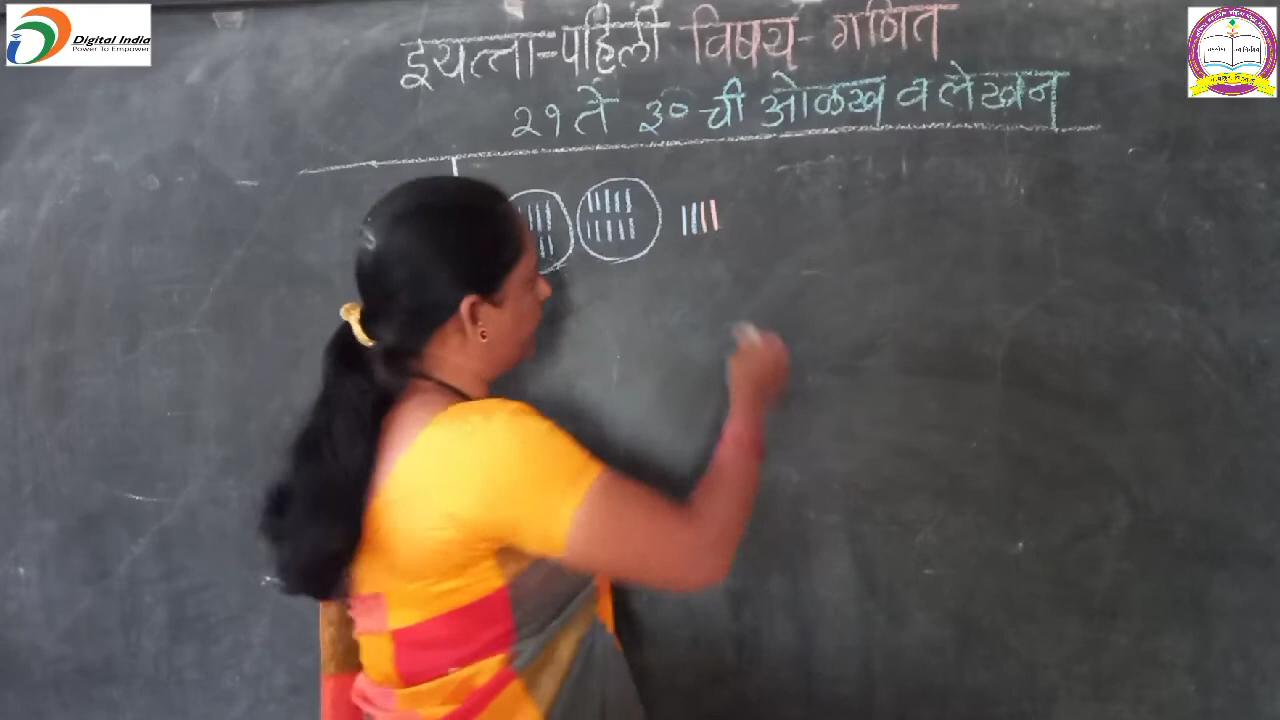 Digital India
Power To Empower
इयत्ता=पहिली विषय-गणित
२१ ते ३० ची ओळख व लेखन